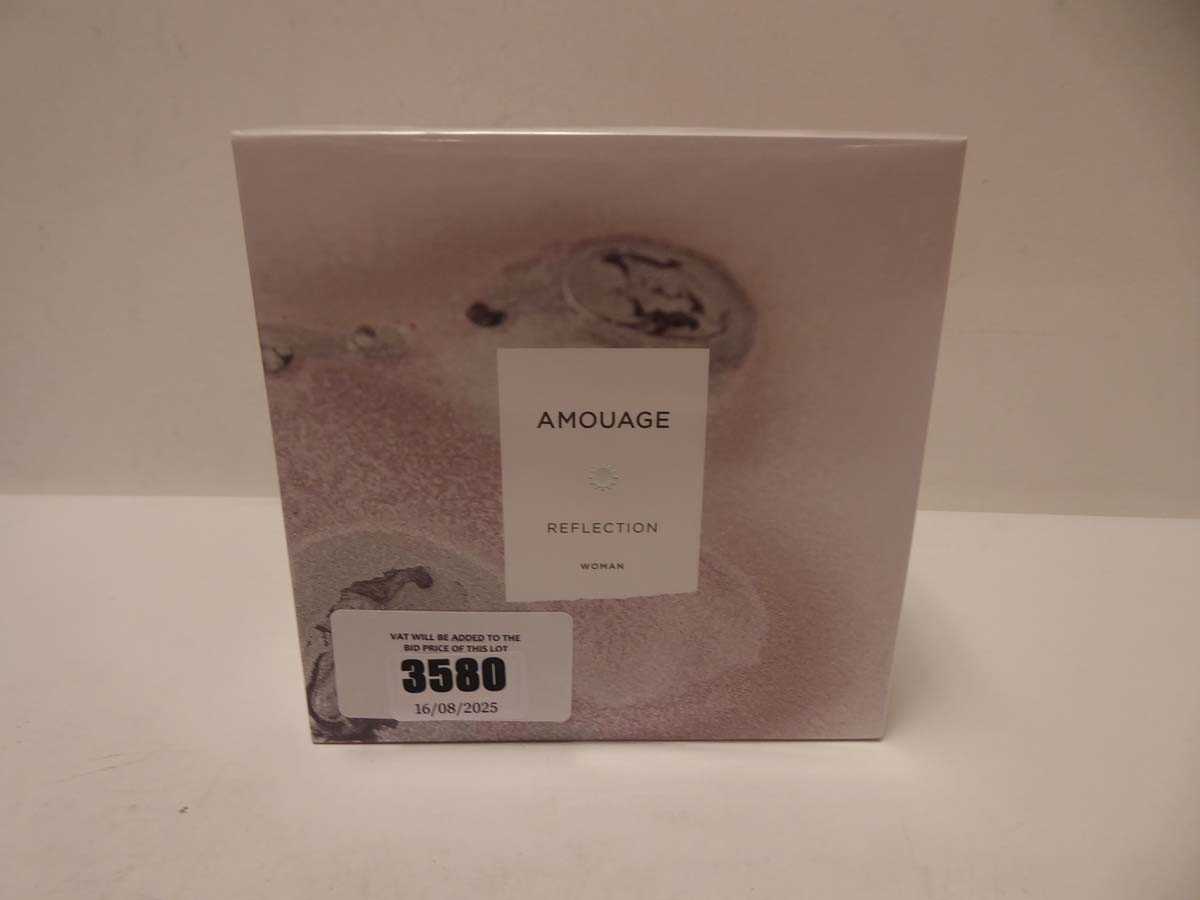 AMOUAGE
REFLECTION
WOMAN
VAT WILL BE ADDED TO THE
BID PRICE OF THIS LOT
3580
16/08/2025